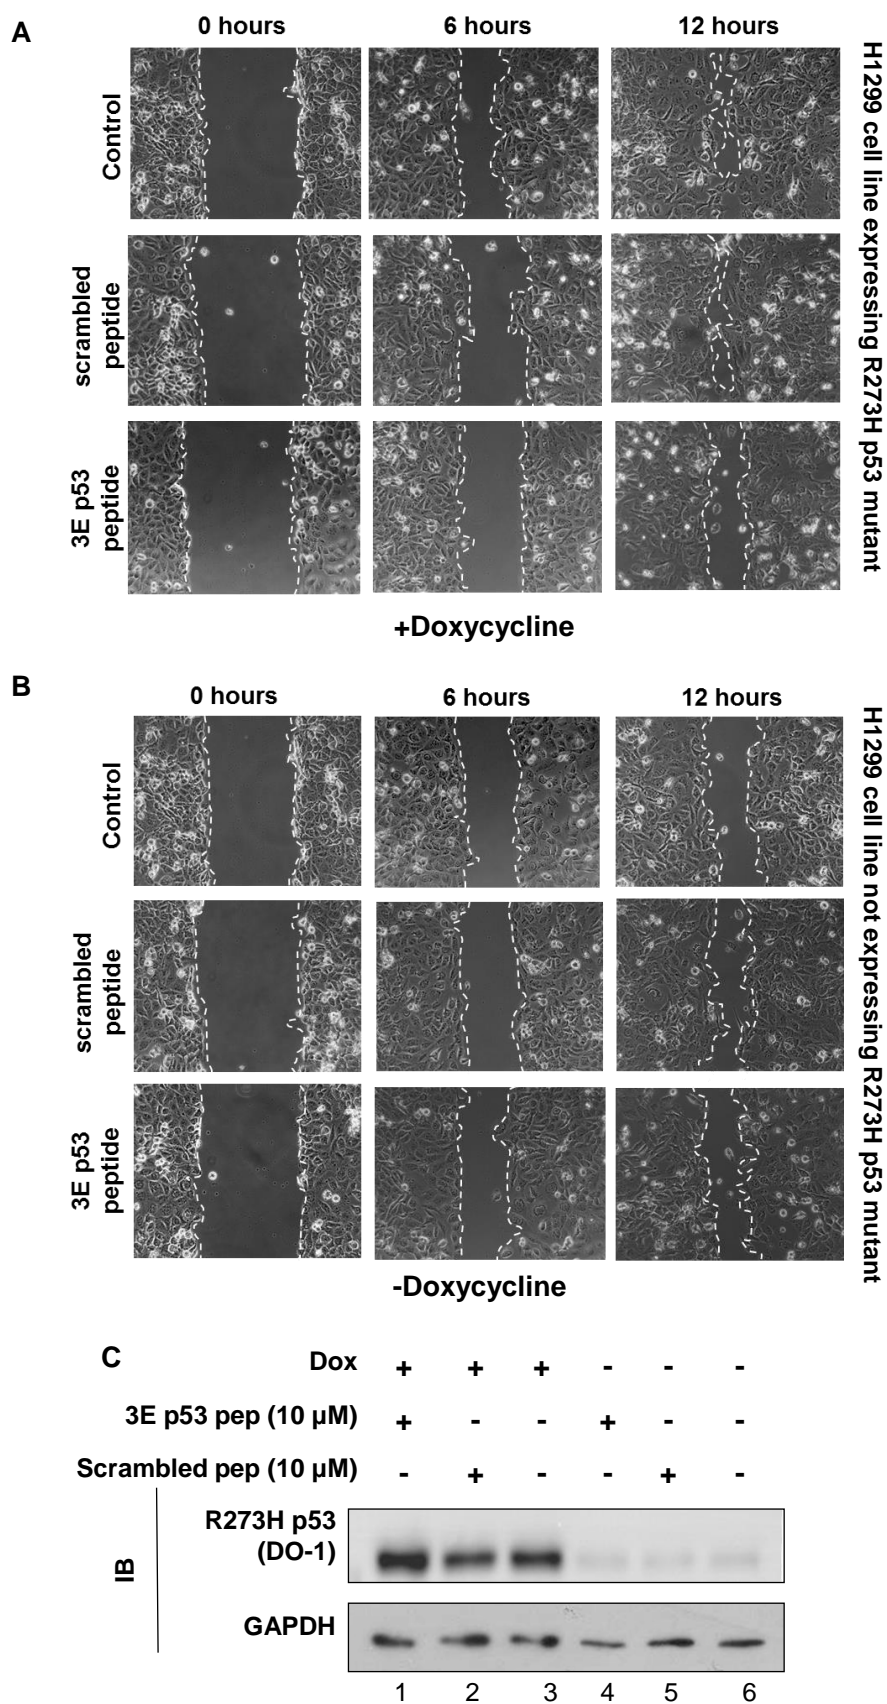 A
0 hours
6 hours
12 hours
Control
scrambled
peptide
3E p53
peptide
H1299 cell line expressing R273H p53 mutant
+Doxycycline
B
0 hours
6 hours
12 hours
Control
scrambled
peptide
3E p53
peptide
H1299 cell line not expressing R273H p53 mutant
-Doxycycline
C
Dox + + + - - -
3E p53 pep (10 µM) + - - + - -
Scrambled pep (10 µM) - + - - + -
IB
R273H p53
(DO-1)
GAPDH
1 2 3 4 5 6